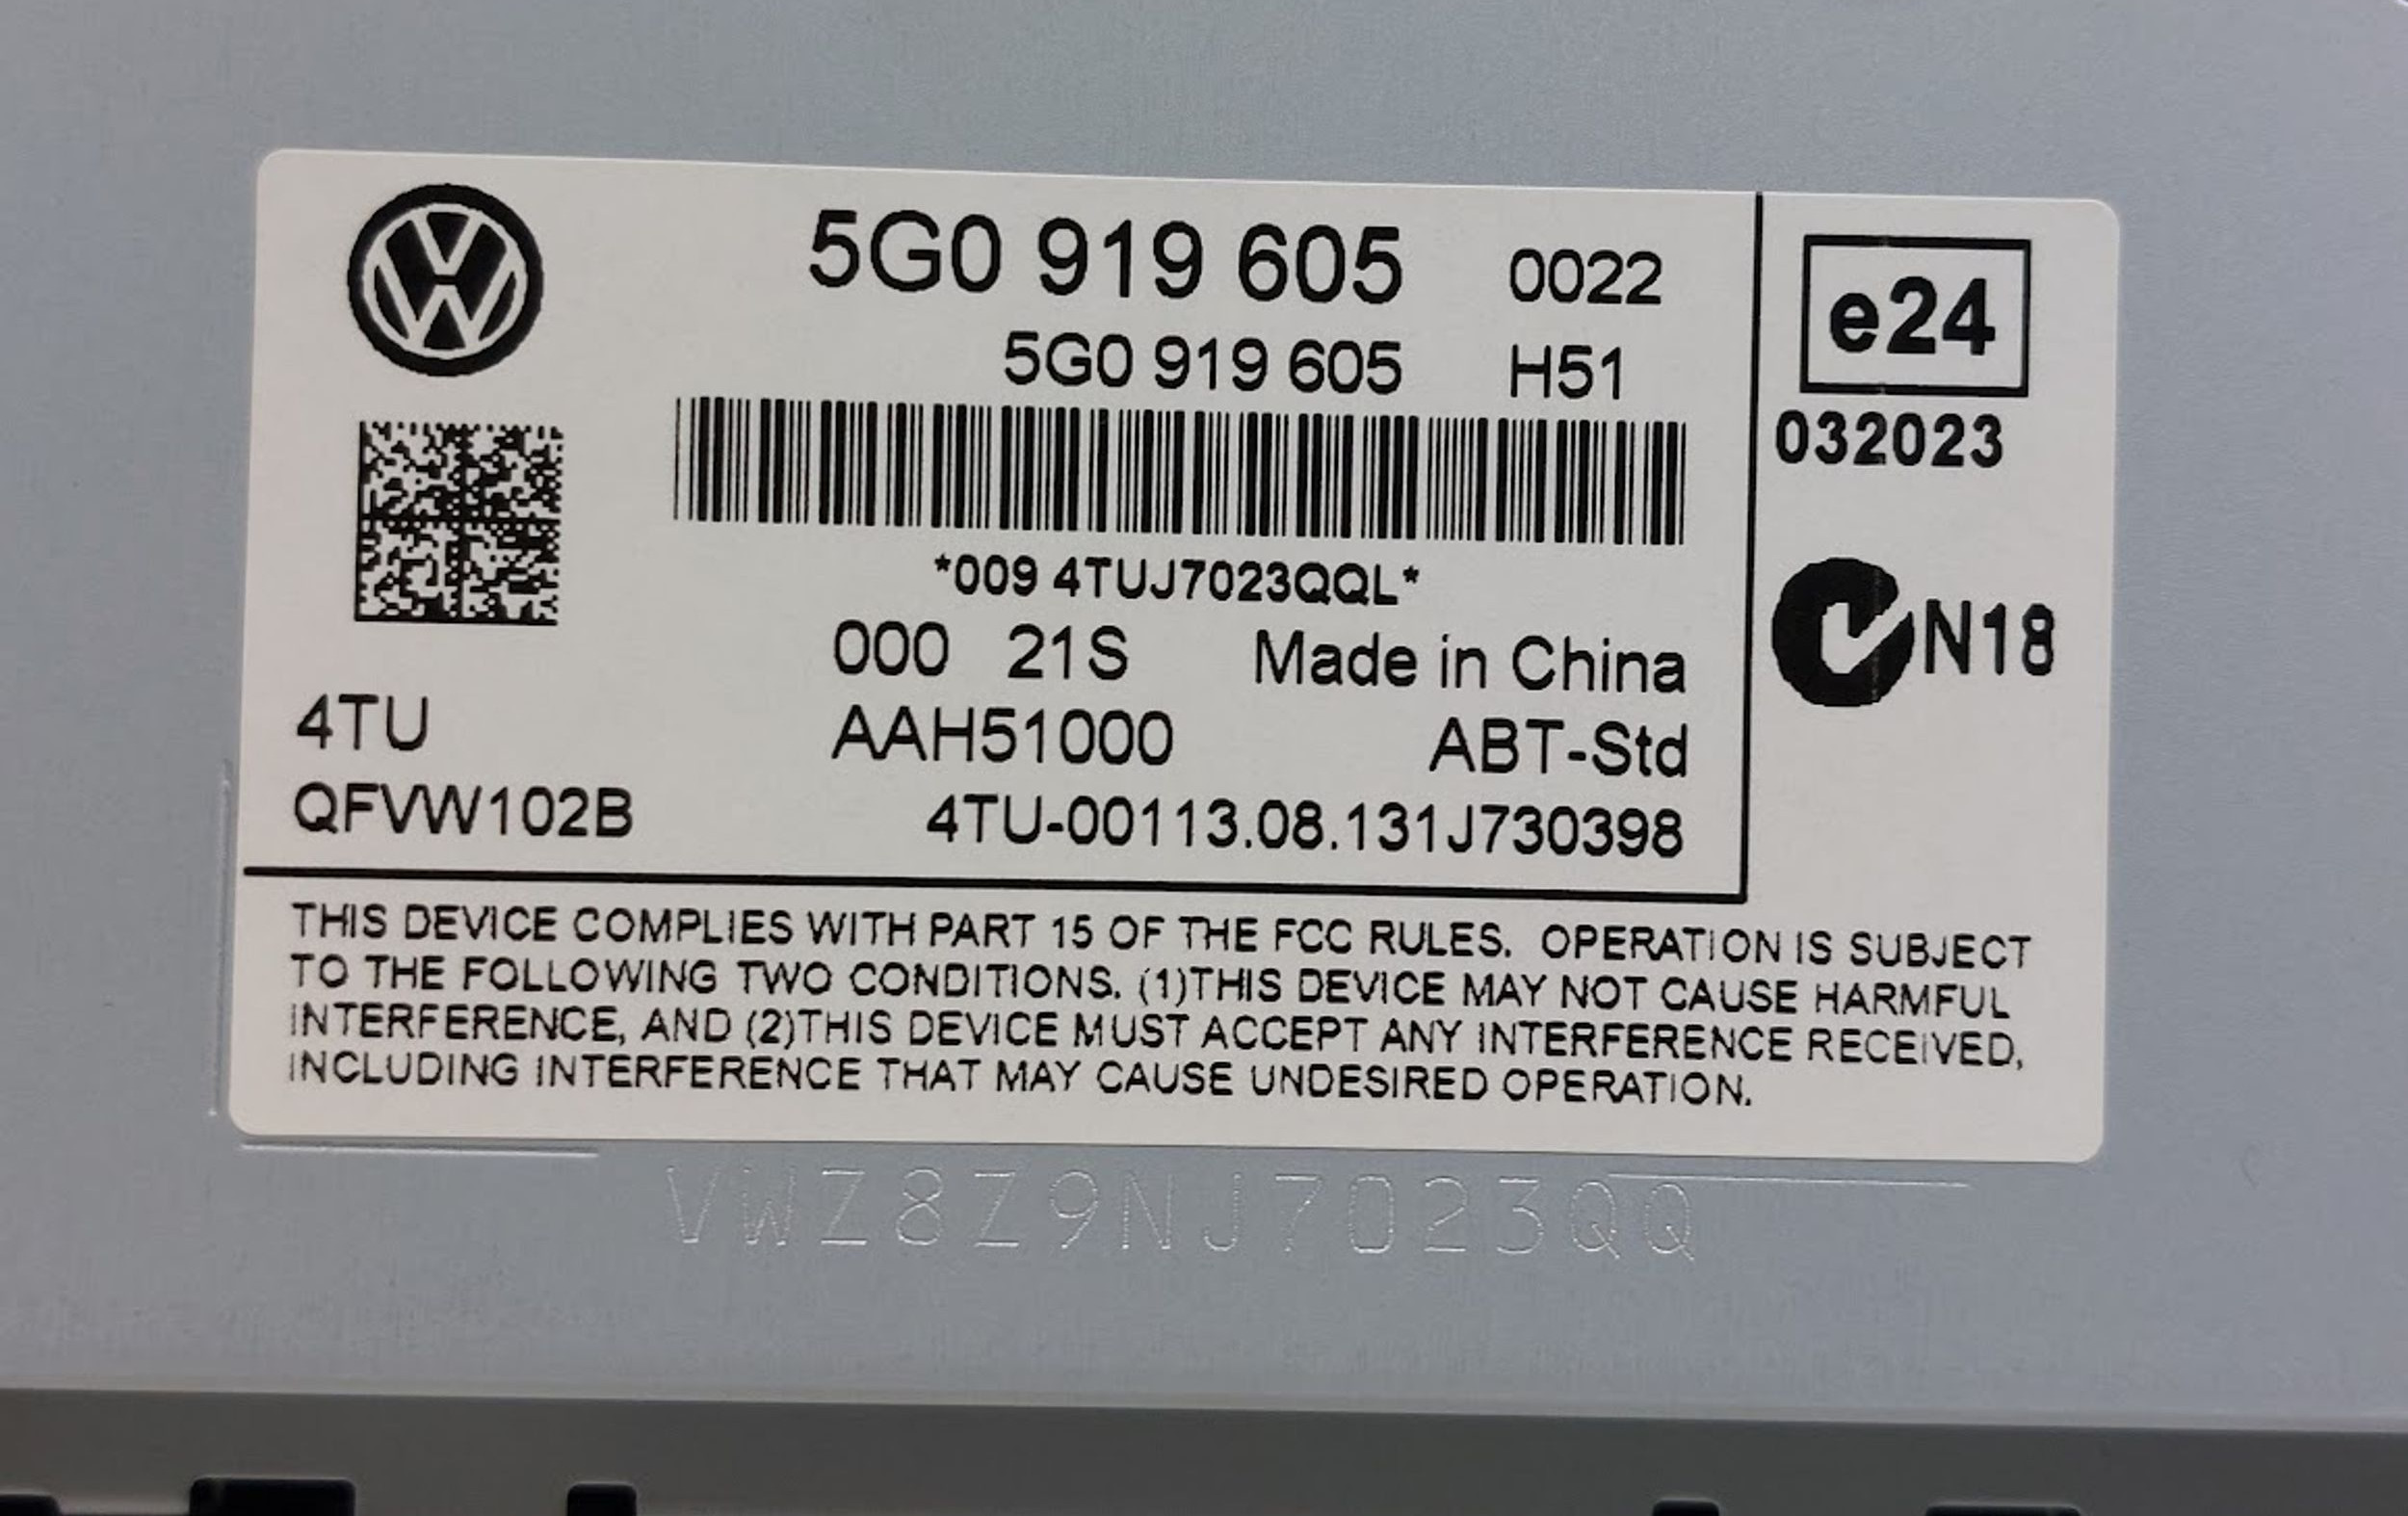 5G0 919 605 0022
5G0 919 605 H51
*009 4TUJ7023QQL*
000 21S Made in China
4TU AAH51000 ABT-Std
QFVW102B 4TU-00113.08.131J730398
e24
032023
N18
THIS DEVICE COMPLIES WITH PART 15 OF THE FCC RULES. OPERATION IS SUBJECT
TO THE FOLLOWING TWO CONDITIONS. (1)THIS DEVICE MAY NOT CAUSE HARMFUL
INTERFERENCE, AND (2)THIS DEVICE MUST ACCEPT ANY INTERFERENCE RECEIVED,
INCLUDING INTERFERENCE THAT MAY CAUSE UNDESIRED OPERATION.
VWZ8Z9NJ7023QQ